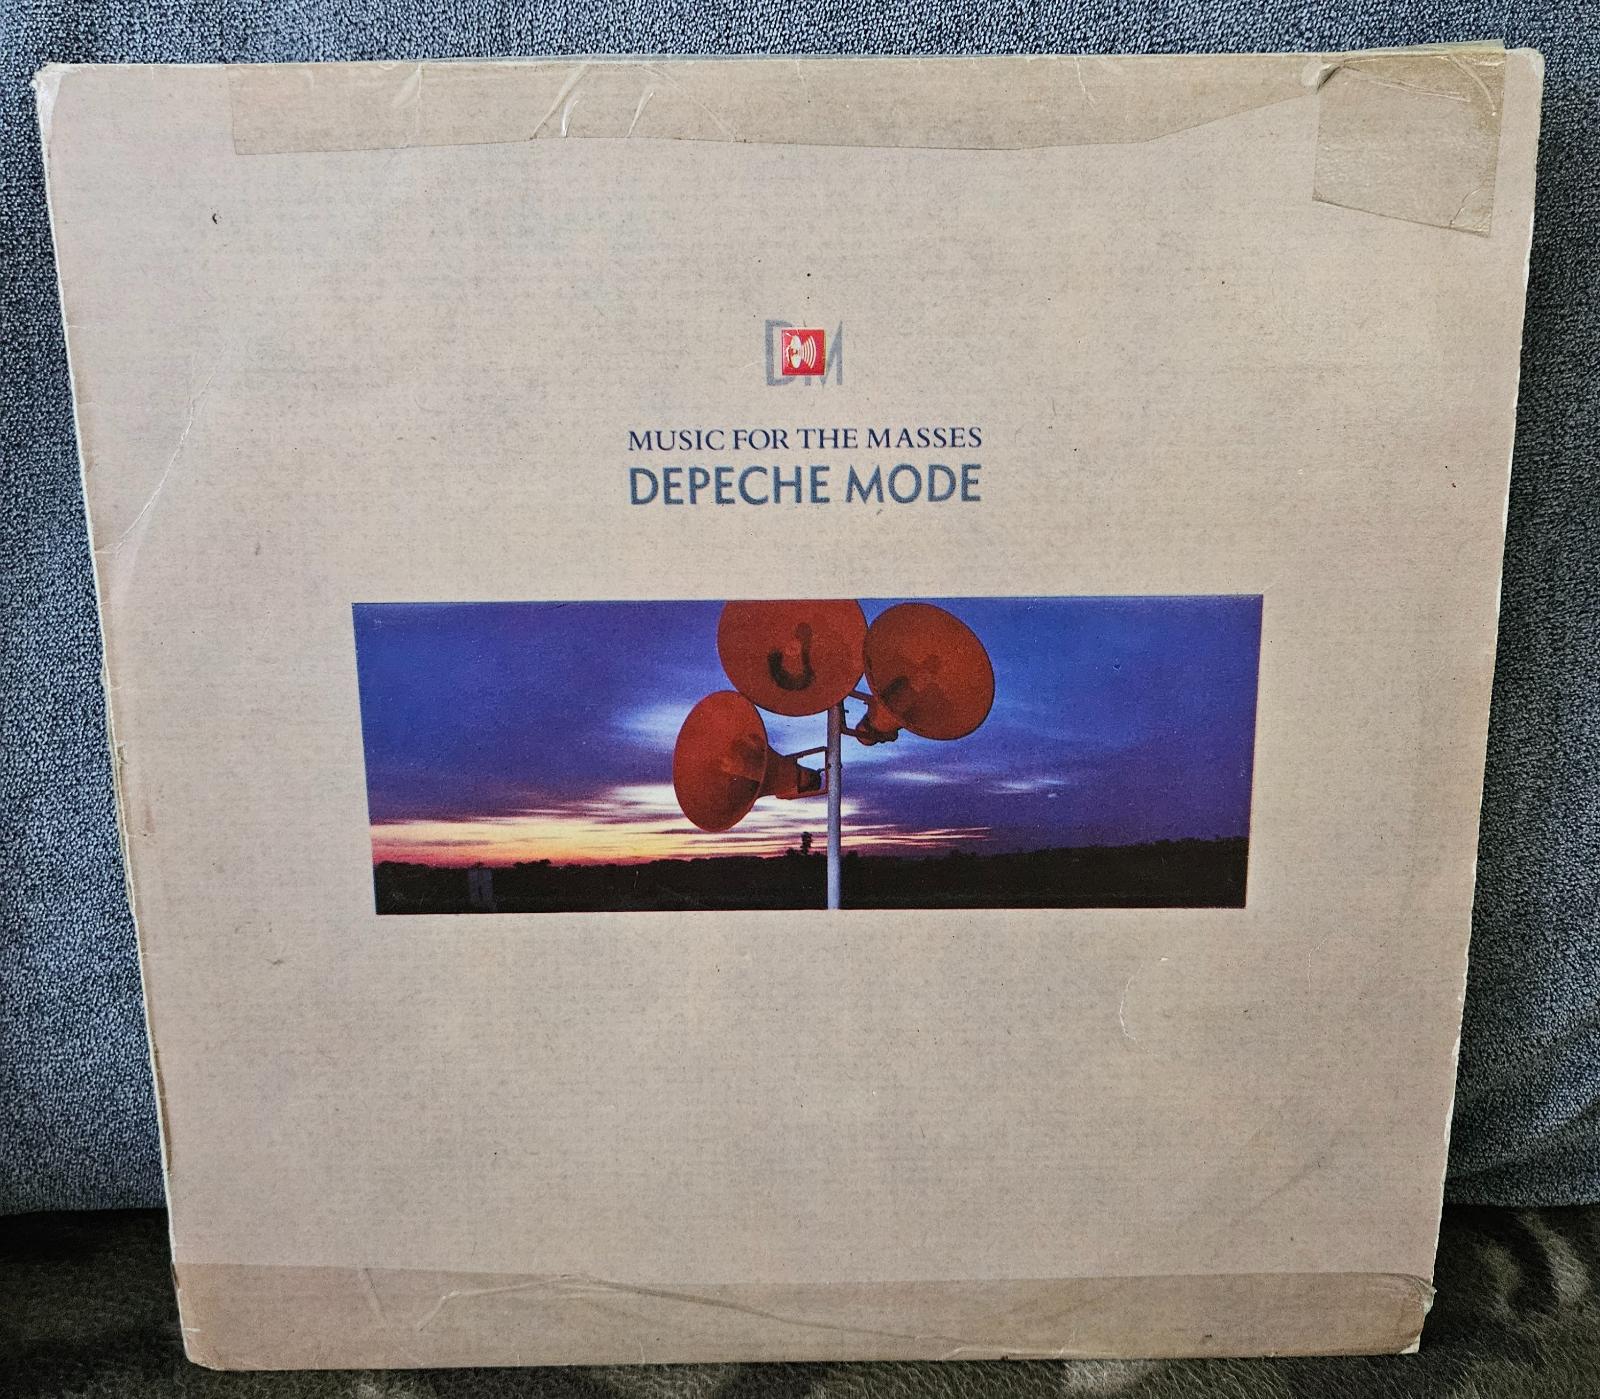 DM
MUSIC FOR THE MASSES
DEPECHE MODE